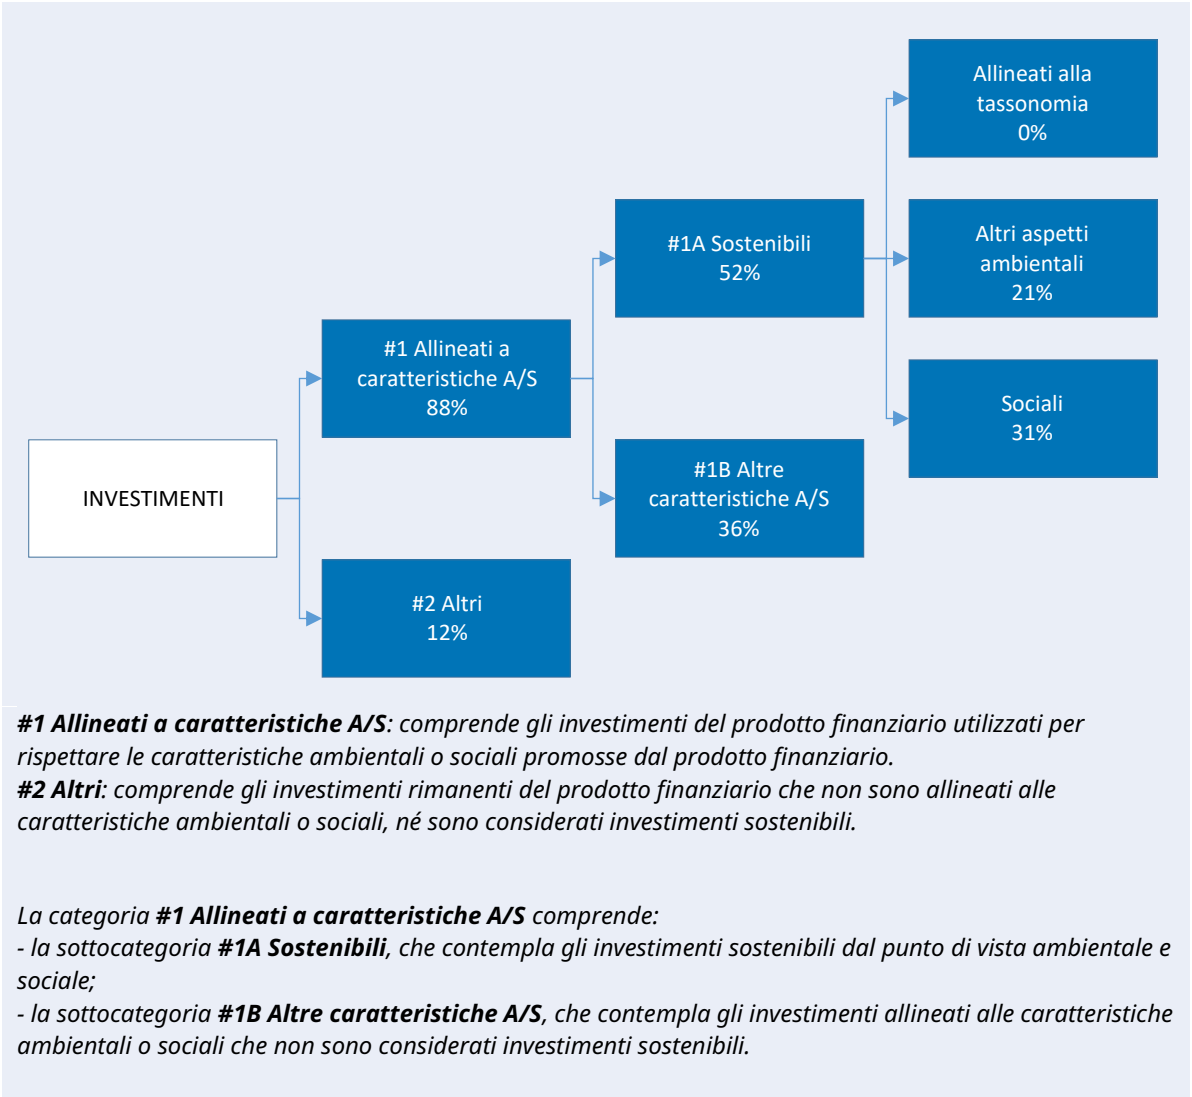 Allineati alla
tassonomia
0%
#1A Sostenibili
52%
Altri aspetti
ambientali
21%
#1 Allineati a
caratteristiche A/S
88%
Sociali
31%
INVESTIMENTI
#1B Altre
caratteristiche A/S
36%
#2 Altri
12%
#1 Allineati a caratteristiche A/S: comprende gli investimenti del prodotto finanziario utilizzati per
rispettare le caratteristiche ambientali o sociali promosse dal prodotto finanziario.
#2 Altri: comprende gli investimenti rimanenti del prodotto finanziario che non sono allineati alle
caratteristiche ambientali o sociali, né sono considerati investimenti sostenibili.
La categoria #1 Allineati a caratteristiche A/S comprende:
- la sottocategoria #1A Sostenibili, che contempla gli investimenti sostenibili dal punto di vista ambientale e
sociale;
- la sottocategoria #1B Altre caratteristiche A/S, che contempla gli investimenti allineati alle caratteristiche
ambientali o sociali che non sono considerati investimenti sostenibili.